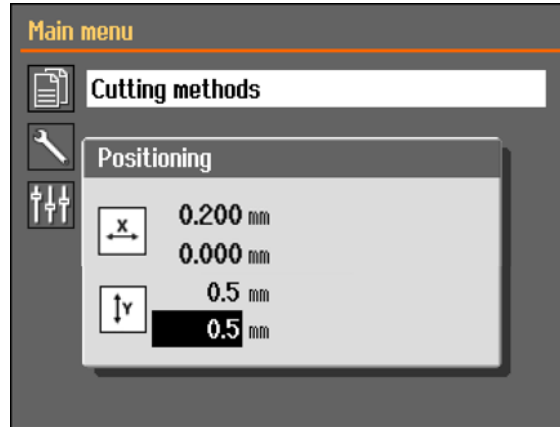 Main menu
Cutting methods
Positioning
X
0.200 mm
0.000 mm
Y
0.5 mm
0.5 mm